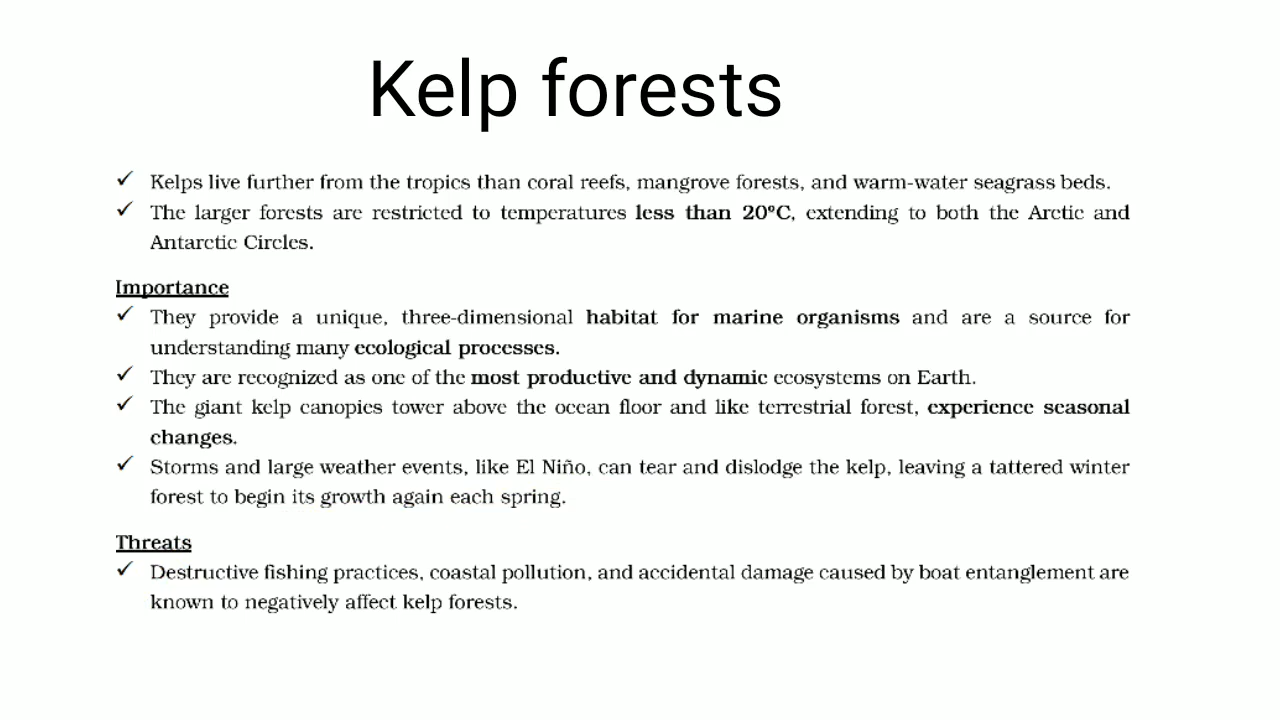 Kelp forests
✓ Kelps live further from the tropics than coral reefs, mangrove forests, and warm-water seagrass beds.
✓ The larger forests are restricted to temperatures less than 20°C, extending to both the Arctic and
Antarctic Circles.
Importance
✓ They provide a unique, three-dimensional habitat for marine organisms and are a source for
understanding many ecological processes.
✓ They are recognized as one of the most productive and dynamic ecosystems on Earth.
✓ The giant kelp canopies tower above the ocean floor and like terrestrial forest, experience seasonal
changes.
✓ Storms and large weather events, like El Niño, can tear and dislodge the kelp, leaving a tattered winter
forest to begin its growth again each spring.
Threats
✓ Destructive fishing practices, coastal pollution, and accidental damage caused by boat entanglement are
known to negatively affect kelp forests.